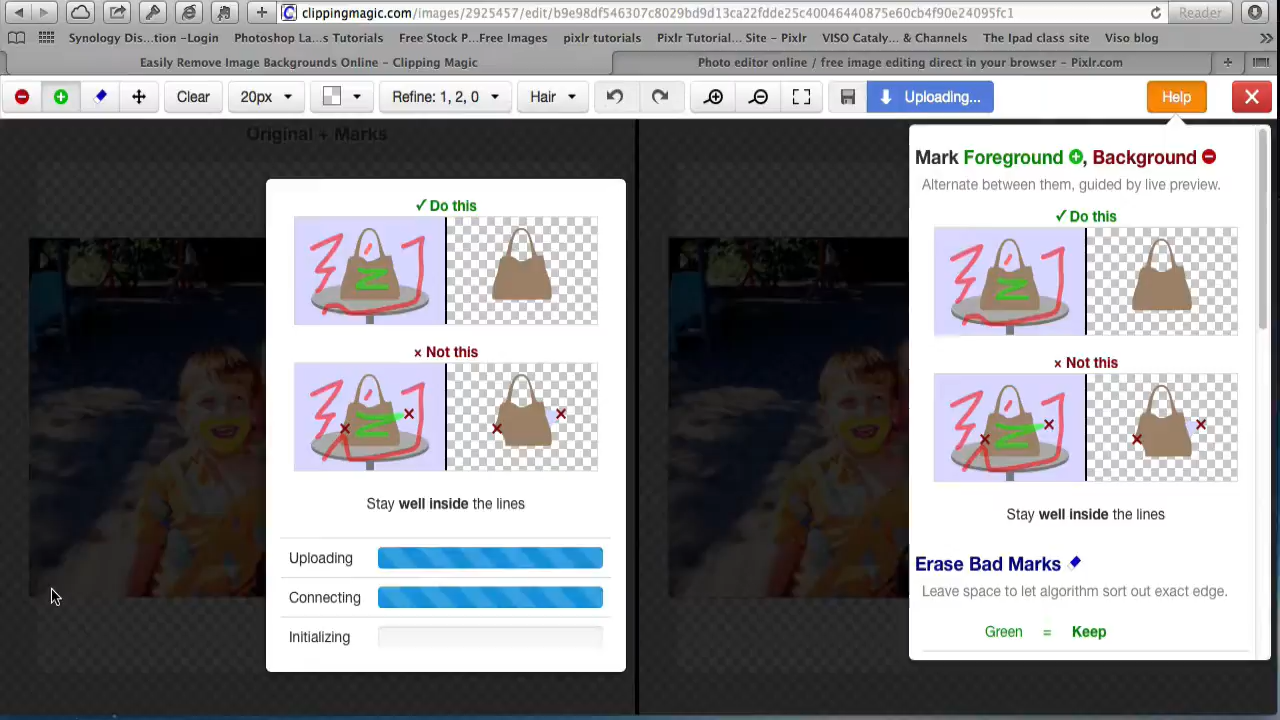 clippingmagic.com/images/2925457/edit/b9e98df546307c8029bd9d13ca22fdde25c40046440875e60cb4f90e24095fc1
Reader
Synology Dis...tion -Login
Photoshop La...s Tutorials
Free Stock P...Free Images
pixlr tutorials
Pixlr Tutorial... Site - Pixlr
VISO Cataly... & Channels
The Ipad class site
Viso blog
Easily Remove Image Backgrounds Online - Clipping Magic
Photo editor online / free image editing direct in your browser - Pixlr.com
Clear
20px
Refine: 1, 2, 0
Hair
Uploading...
Help
Original + Marks
✓ Do this
× Not this
Stay well inside the lines
Uploading
Connecting
Initializing
Mark Foreground, Background
Alternate between them, guided by live preview.
✓ Do this
× Not this
Stay well inside the lines
Erase Bad Marks
Leave space to let algorithm sort out exact edge.
Green = Keep